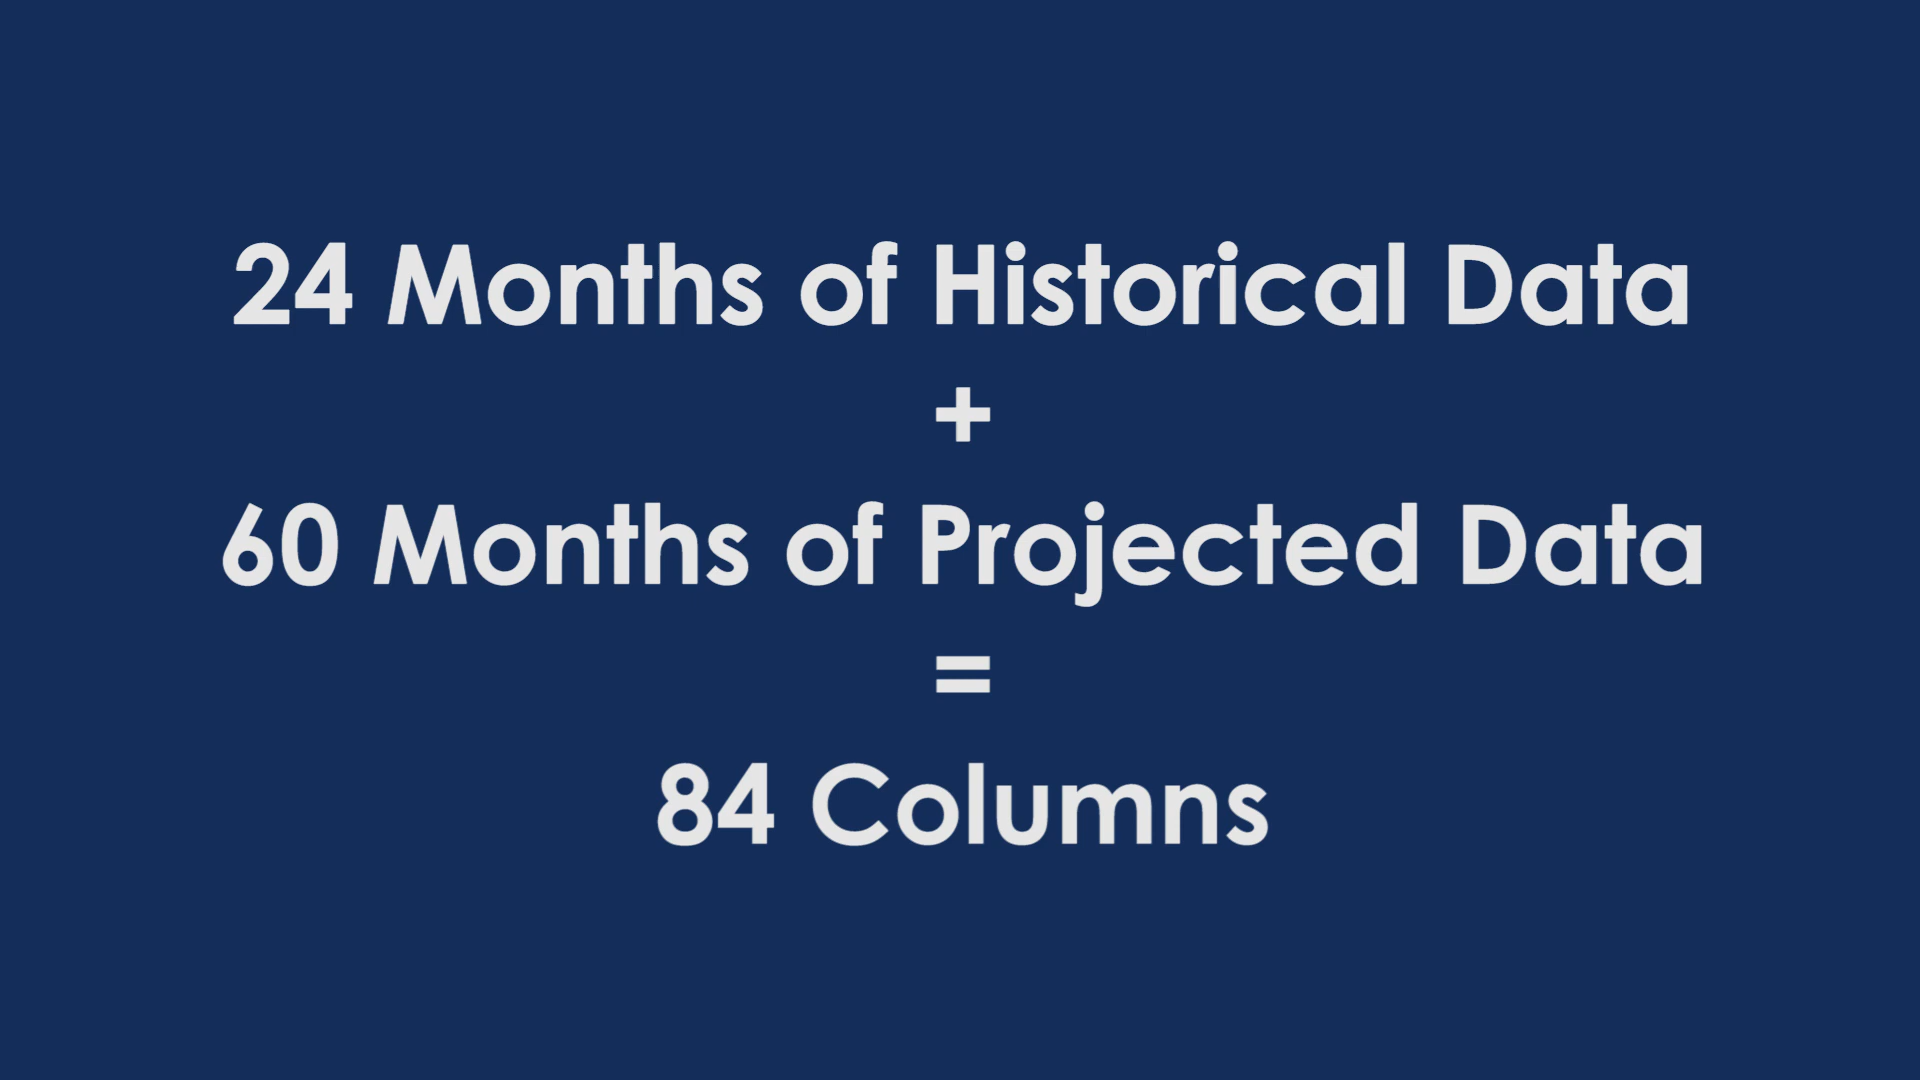 24 Months of Historical Data
+
60 Months of Projected Data
=
84 Columns